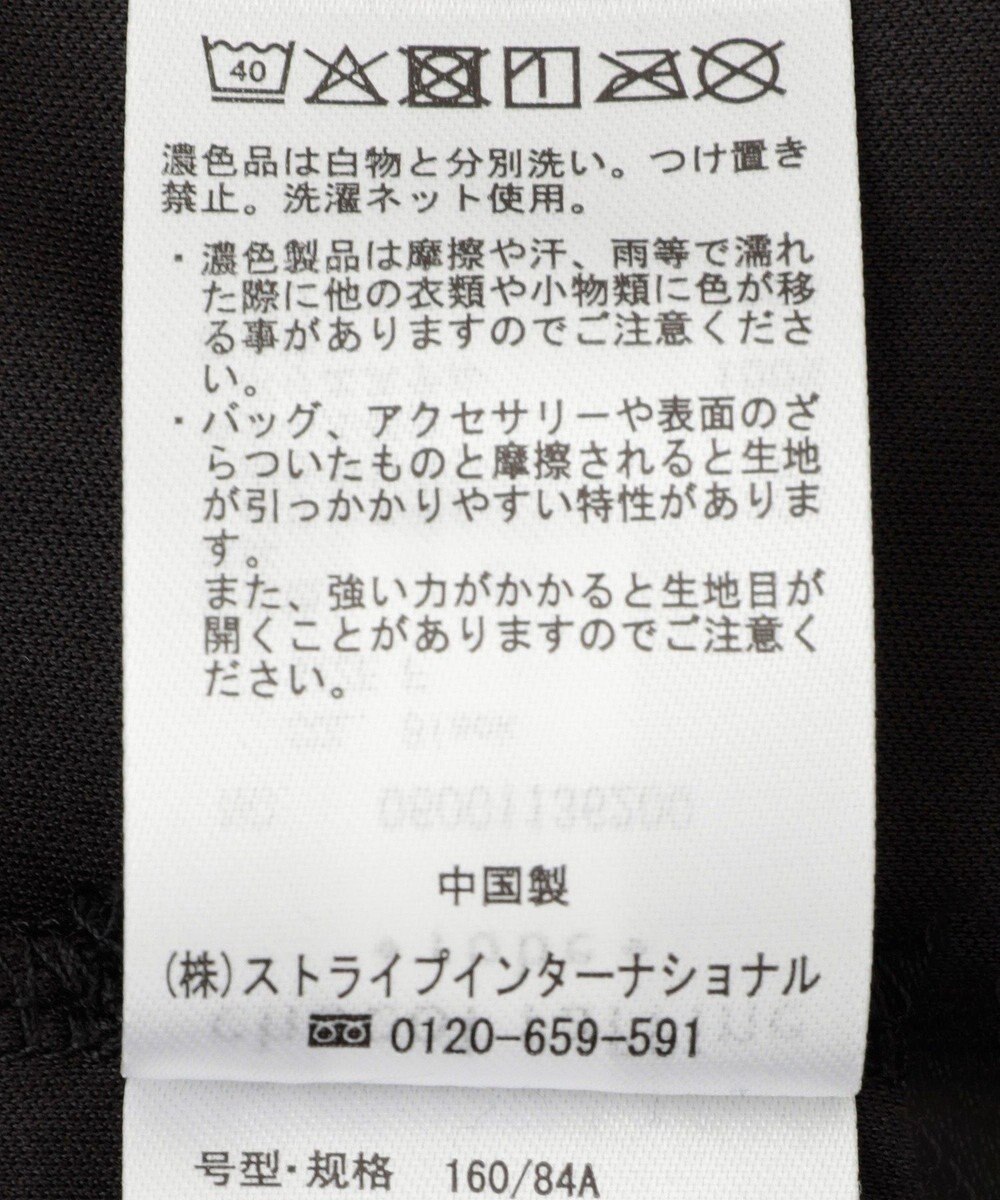 40
濃色品は白物と分別洗い。つけ置き
禁止。洗濯ネット使用。
・濃色製品は摩擦や汗、雨等で濡れ
た際に他の衣類や小物類に色が移
る事がありますのでご注意くださ
い。
・バッグ、アクセサリーや表面のざ
らついたものと摩擦されると生地
が引っかかりやすい特性がありま
す。
また、強い力がかかると生地目が
開くことがありますのでご注意く
ださい。
中国製
(株)ストライプインターナショナル
0120-659-591
号型·规格 160/84A